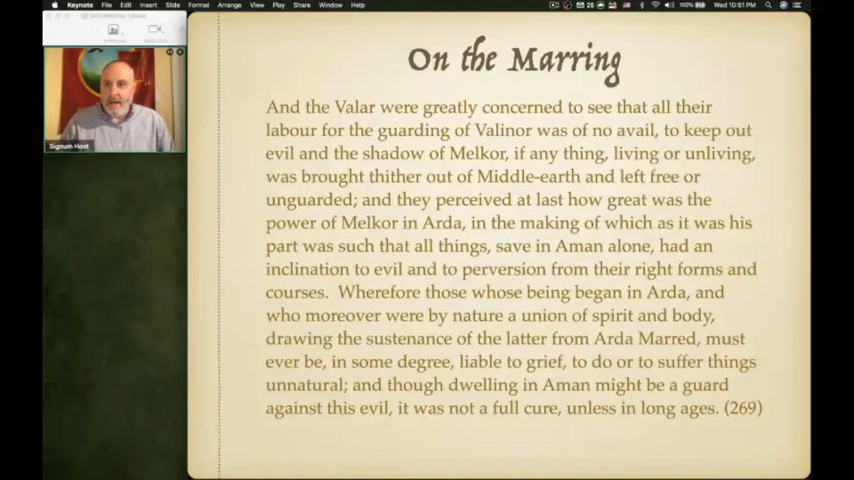 Keynote File Edit Insert Slide Format Arrange View Play Share Window Help
100% Wed 10:51 PM
Signum Host
On the Marring
And the Valar were greatly concerned to see that all their
labour for the guarding of Valinor was of no avail, to keep out
evil and the shadow of Melkor, if any thing, living or unliving,
was brought thither out of Middle-earth and left free or
unguarded; and they perceived at last how great was the
power of Melkor in Arda, in the making of which as it was his
part was such that all things, save in Aman alone, had an
inclination to evil and to perversion from their right forms and
courses. Wherefore those whose being began in Arda, and
who moreover were by nature a union of spirit and body,
drawing the sustenance of the latter from Arda Marred, must
ever be, in some degree, liable to grief, to do or to suffer things
unnatural; and though dwelling in Aman might be a guard
against this evil, it was not a full cure, unless in long ages. (269)